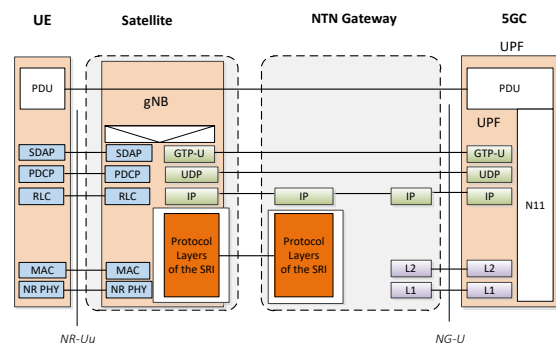 UE Satellite NTN Gateway 5GC
UPF
PDU PDU
gNB
UPF
SDAP SDAP GTP-U GTP-U
PDCP PDCP UDP UDP
RLC RLC IP IP IP IP
N11
Protocol Layers of the SRI
Protocol Layers of the SRI
MAC MAC L2 L2
NR PHY NR PHY L1 L1
NR-Uu NG-U